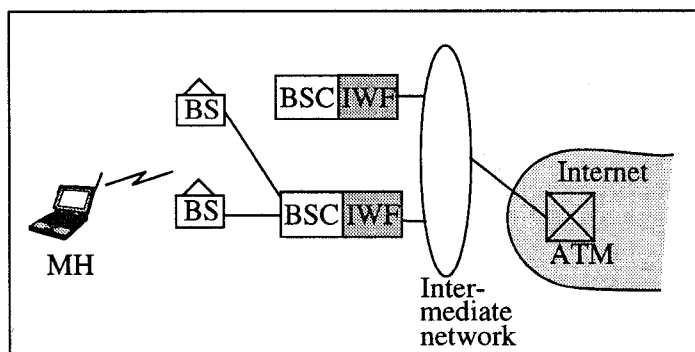 BSC IWF
BS
Internet
BS
BSC IWF
ATM
MH
Inter-
mediate
network